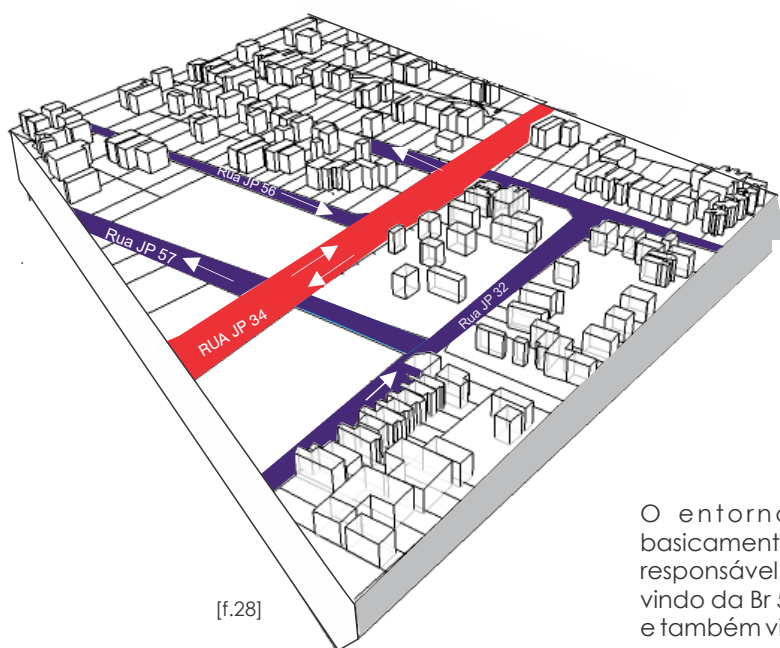 Rua JP 56
Rua JP 57
RUA JP 34
Rua JP 32
[f.28]
O entorno
basicament
responsável
vindo da Br 5
e também vi